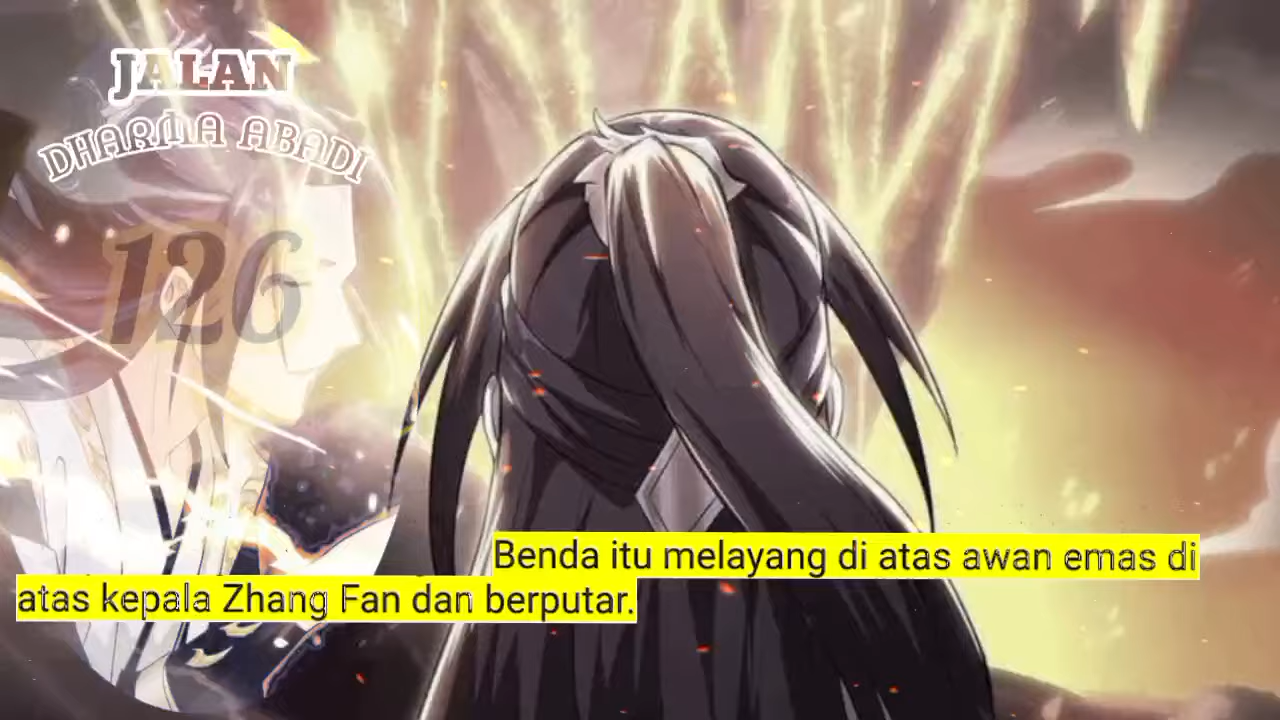 JALAN
DHARMA ABADI
126
Benda itu melayang di atas awan emas di
atas kepala Zhang Fan dan berputar.